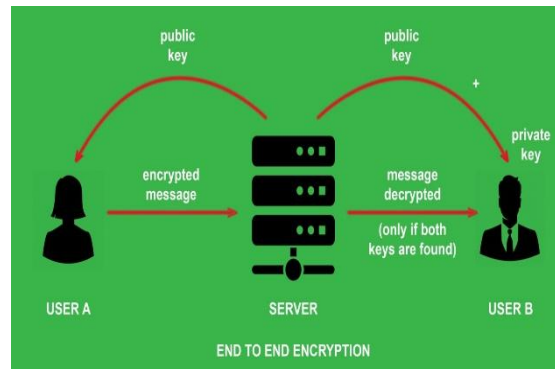 public
key
public
key
+
private
key
encrypted
message
message
decrypted
(only if both
keys are found)
USER A
SERVER
USER B
END TO END ENCRYPTION